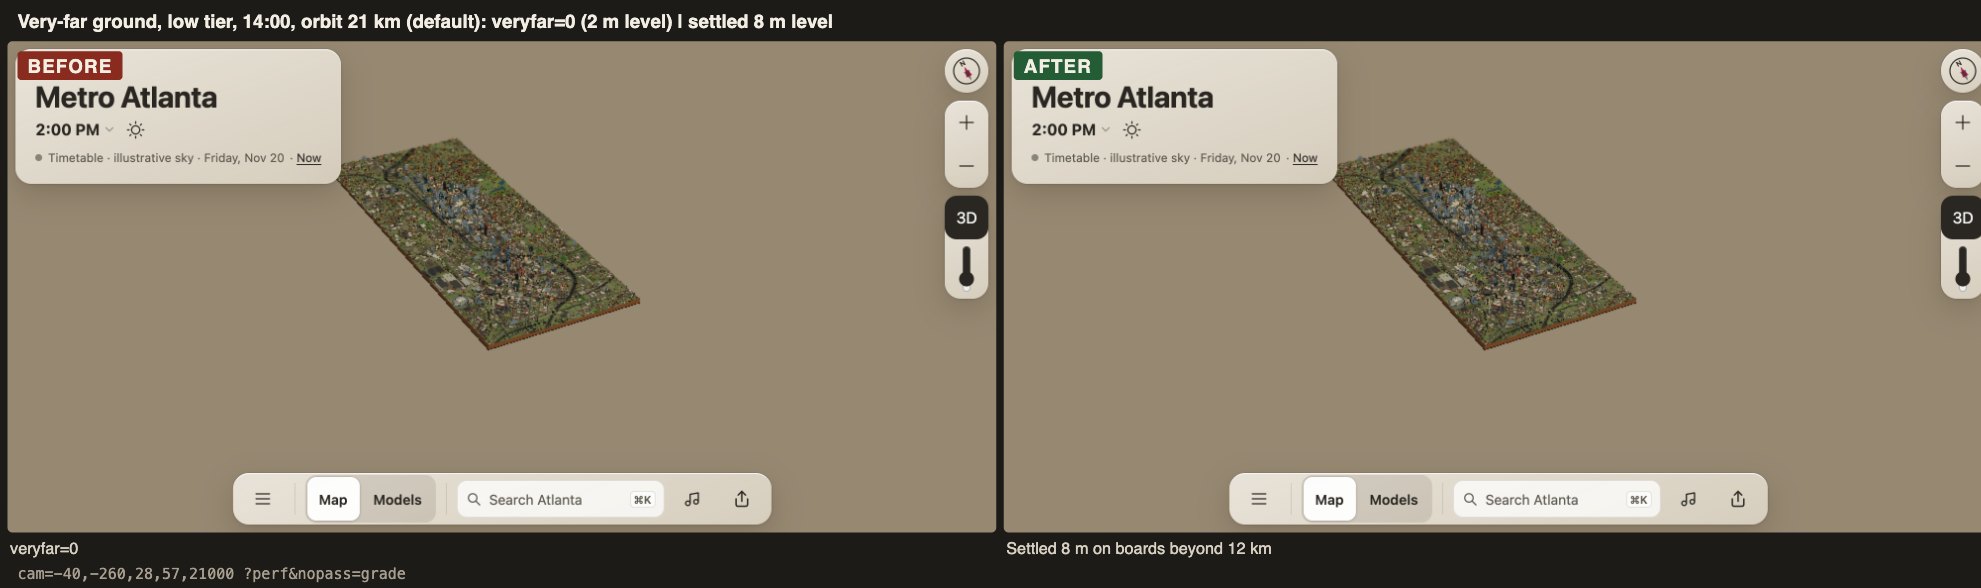 Very-far ground, low tier, 14:00, orbit 21 km (default): veryfar=0 (2 m level) | settled 8 m level
BEFORE
Metro Atlanta
2:00 PM
Timetable · illustrative sky · Friday, Nov 20 · Now
N
+
−
3D
Map
Models
Search Atlanta
⌘K
veryfar=0
cam=−40,−260,28,57,21000 ?perf&nopass=grade
AFTER
Metro Atlanta
2:00 PM
Timetable · illustrative sky · Friday, Nov 20 · Now
N
+
−
3D
Map
Models
Search Atlanta
⌘K
Settled 8 m on boards beyond 12 km